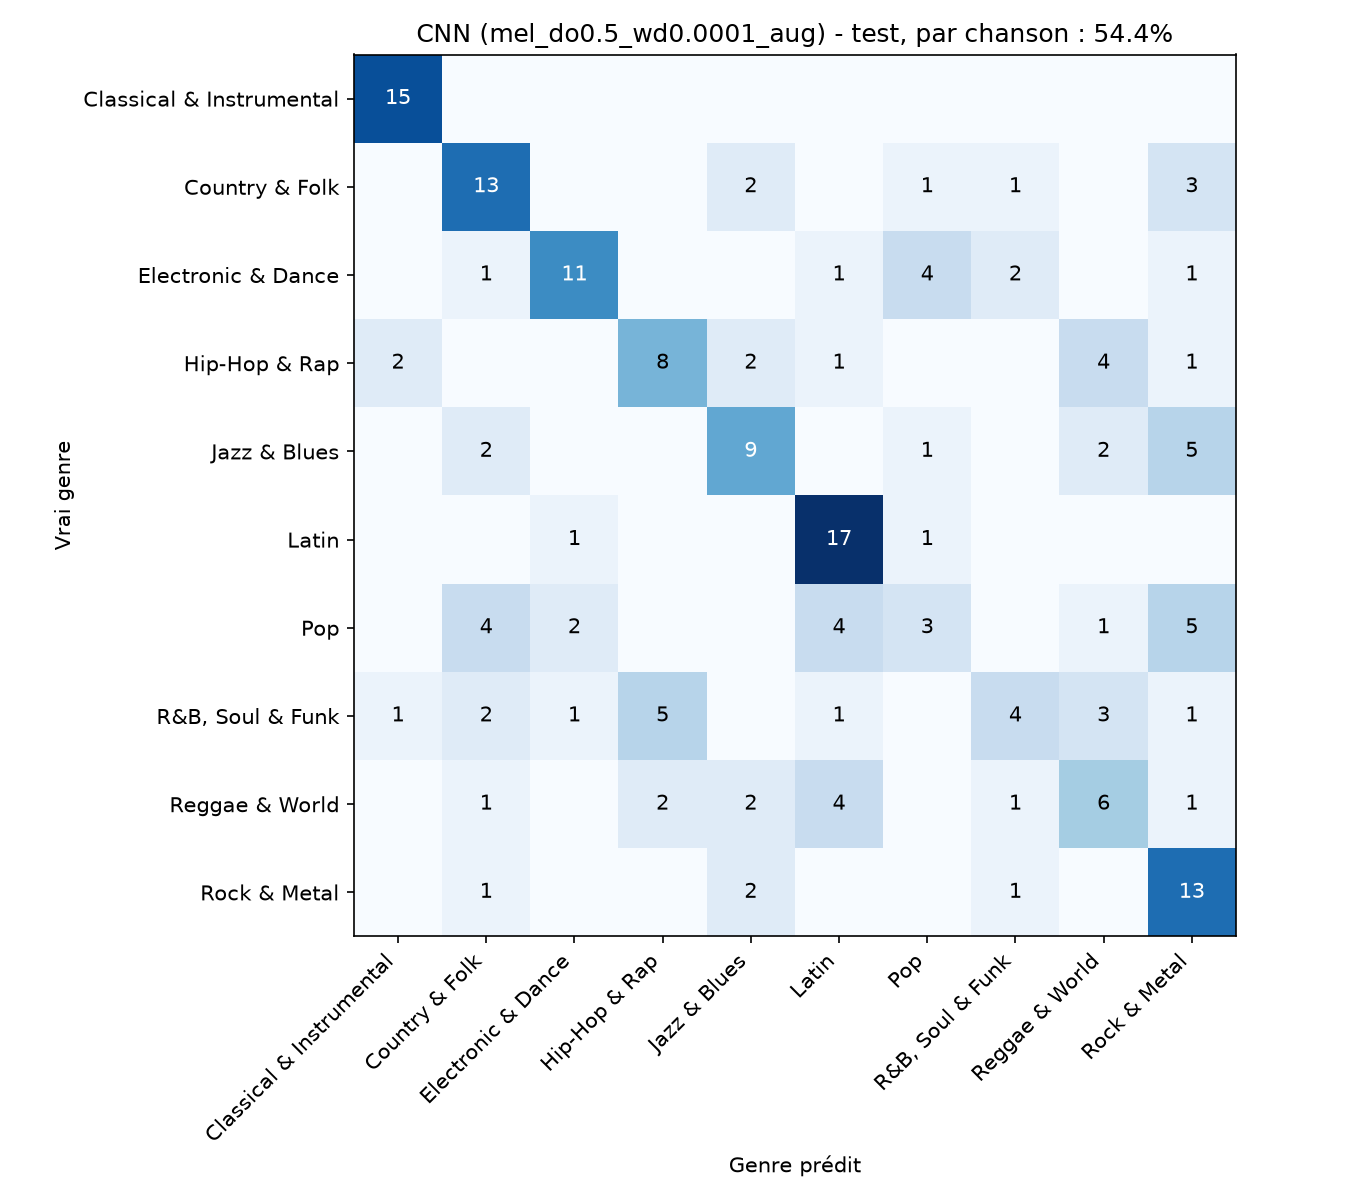 CNN (mel_do0.5_wd0.0001_aug) - test, par chanson : 54.4%
Vrai genre
Classical & Instrumental 15
Country & Folk 13 2 1 1 3
Electronic & Dance 1 11 1 4 2 1
Hip-Hop & Rap 2 8 2 1 4 1
Jazz & Blues 2 9 1 2 5
Latin 1 17 1
Pop 4 2 4 3 1 5
R&B, Soul & Funk 1 2 1 5 1 4 3 1
Reggae & World 1 2 2 4 1 6 1
Rock & Metal 1 2 1 13
Classical & Instrumental
Country & Folk
Electronic & Dance
Hip-Hop & Rap
Jazz & Blues
Latin
Pop
R&B, Soul & Funk
Reggae & World
Rock & Metal
Genre prédit